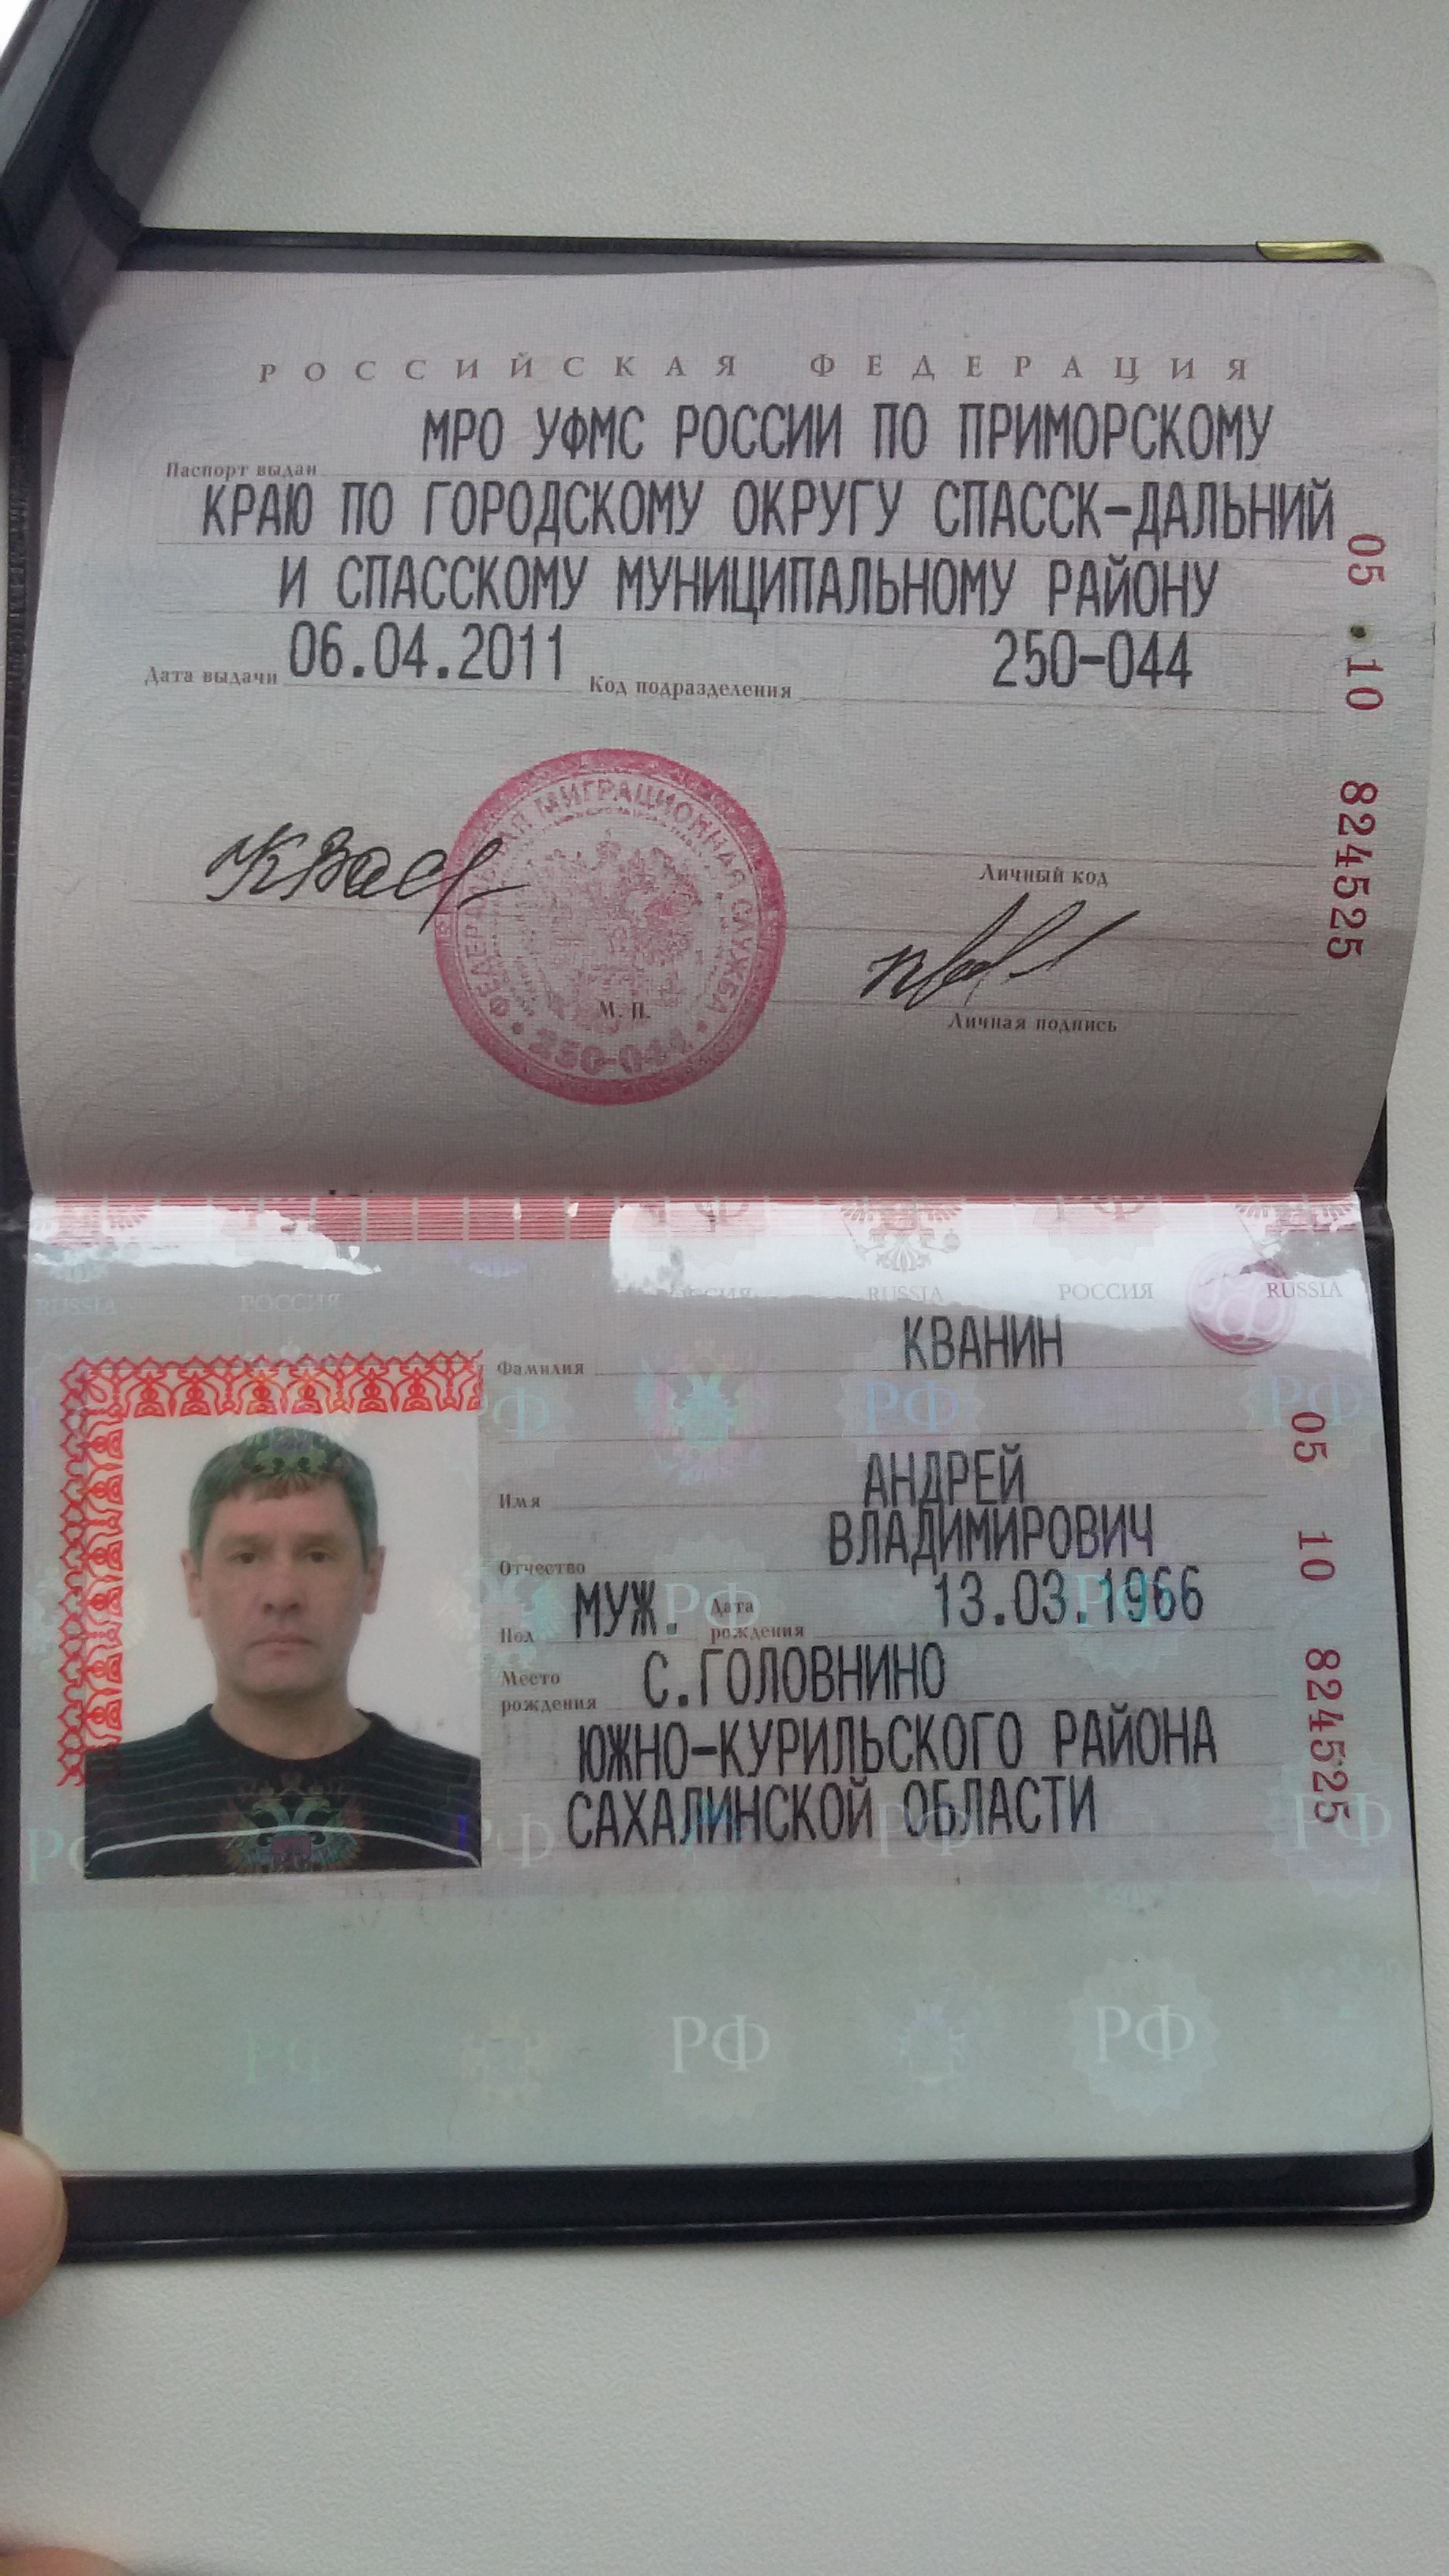 РОССИЙСКАЯ ФЕДЕРАЦИЯ
Паспорт выдан МРО УФМС РОССИИ ПО ПРИМОРСКОМУ
КРАЮ ПО ГОРОДСКОМУ ОКРУГУ СПАССК-ДАЛЬНИЙ
И СПАССКОМУ МУНИЦИПАЛЬНОМУ РАЙОНУ
Дата выдачи 06.04.2011 Код подразделения 250-044
05 10 824525
ФЕДЕРАЛЬНАЯ МИГРАЦИОННАЯ СЛУЖБА
250-044
М. П.
Личный код
Личная подпись
RUSSIA РОССИЯ РОССИЯ RUSSIA РОССИЯ RUSSIA
РФ
Фамилия КВАНИН
Имя АНДРЕЙ
Отчество ВЛАДИМИРОВИЧ
Пол МУЖ. Дата рождения 13.03.1966
Место рождения С.ГОЛОВНИНО
ЮЖНО-КУРИЛЬСКОГО РАЙОНА
САХАЛИНСКОЙ ОБЛАСТИ
05 10 824525
РФ РФ РФ